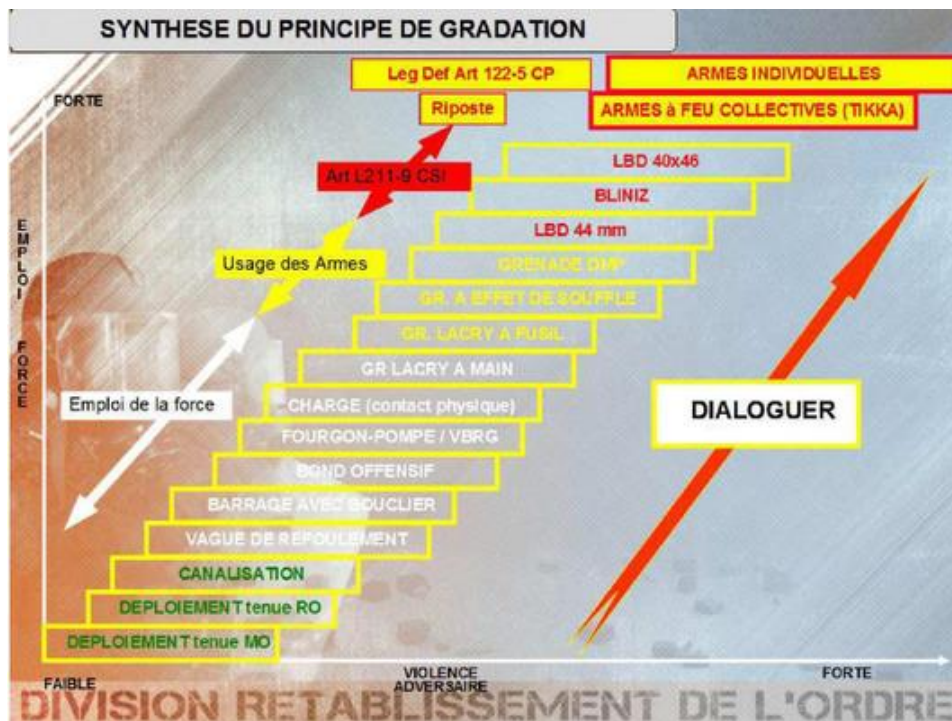 SYNTHESE DU PRINCIPE DE GRADATION
Leg Def Art 122-5 CP
ARMES INDIVIDUELLES
FORTE
Riposte
ARMES à FEU COLLECTIVES (TIKKA)
LBD 40x46
Art L211-9 CSI
BLINIZ
LBD 44 mm
EMPLOI FORCE
Usage des Armes
GRENADE DMP
GR. A EFFET DE SOUFFLE
GR. LACRY A FUSIL
GR LACRY A MAIN
Emploi de la force
CHARGE (contact physique)
DIALOGUER
FOURGON-POMPE / VBRG
BOND OFFENSIF
BARRAGE AVEC BOUCLIER
VAGUE DE REFOULEMENT
CANALISATION
DEPLOIEMENT tenue RO
DEPLOIEMENT tenue MO
FAIBLE
VIOLENCE
ADVERSAIRE
FORTE
DIVISION RETABLISSEMENT DE L'ORDRE